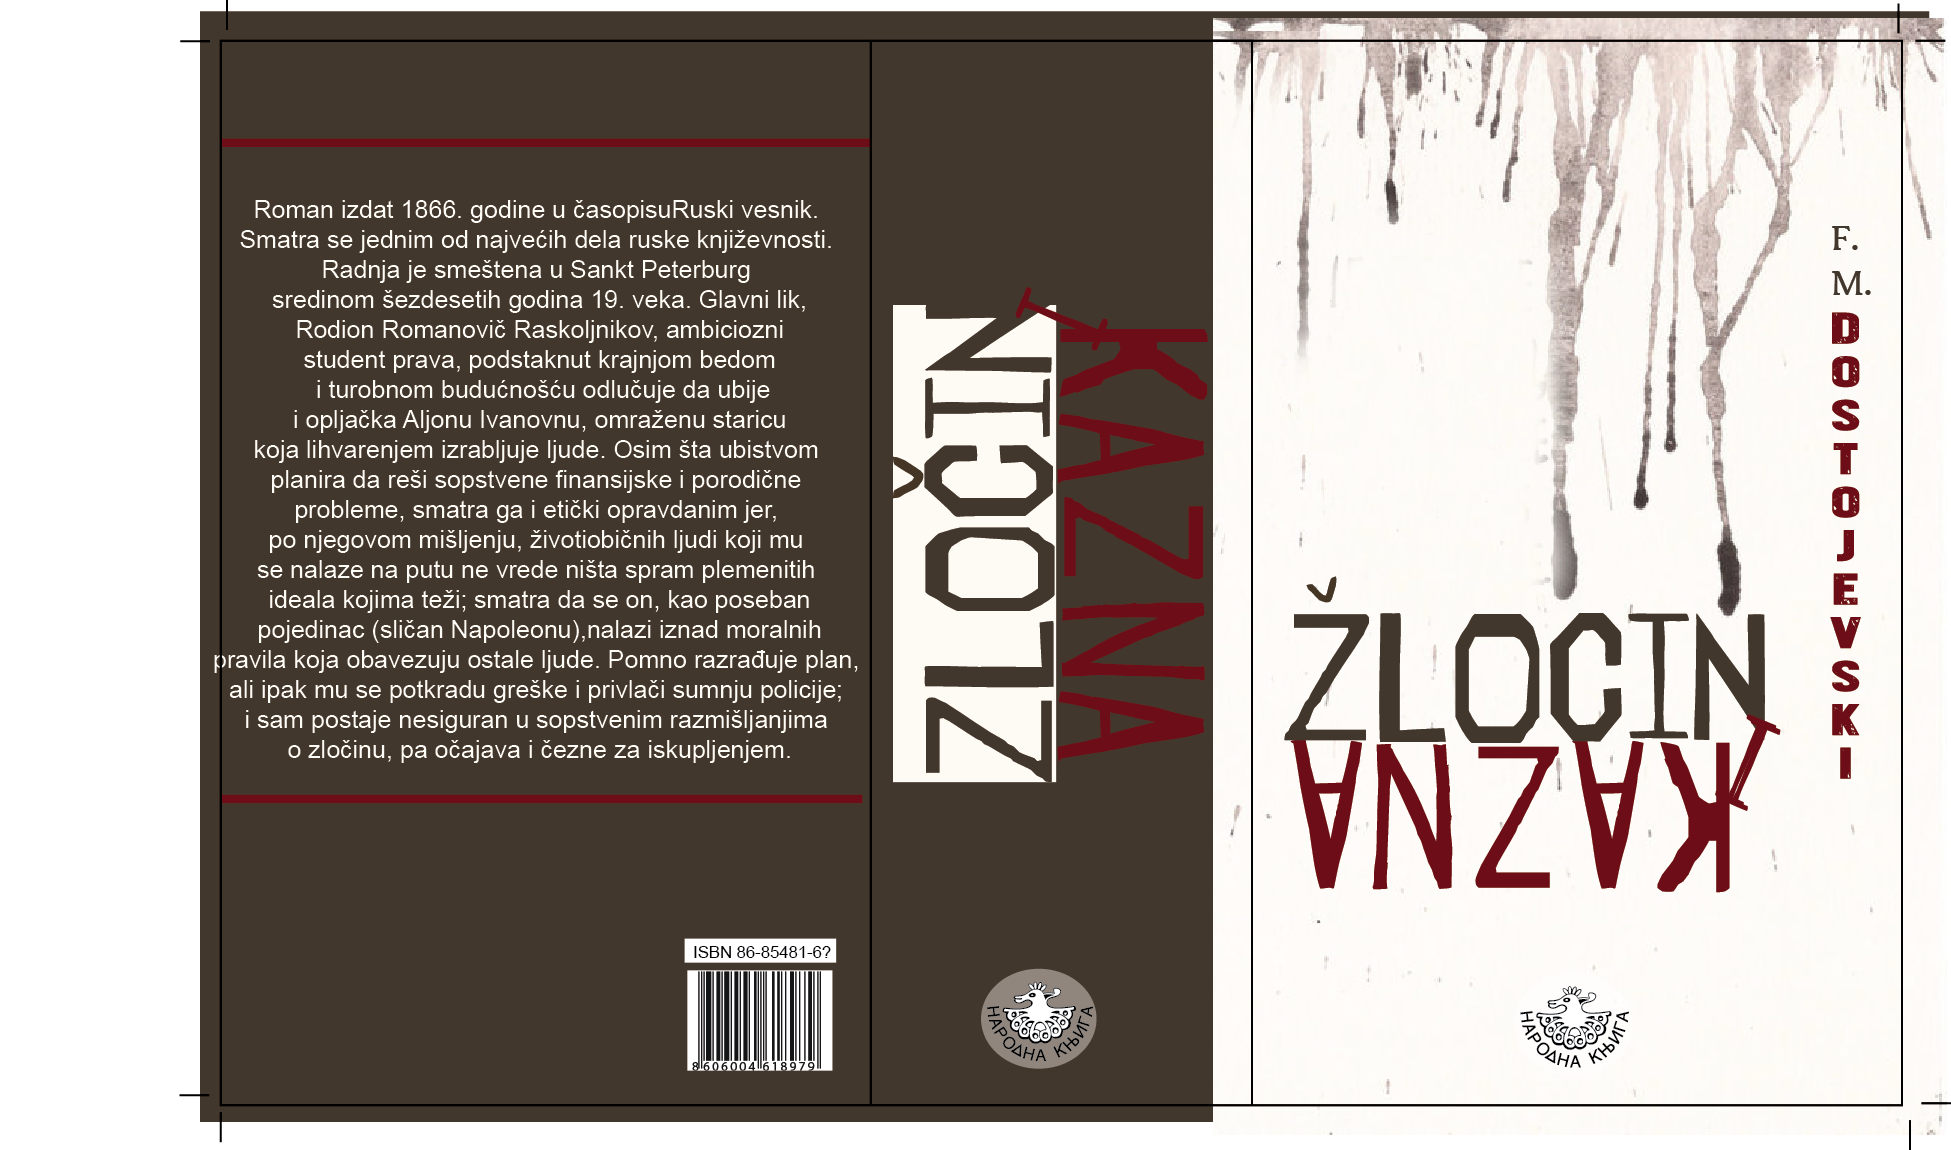 Roman izdat 1866. godine u časopisuRuski vesnik.
Smatra se jednim od najvećih dela ruske književnosti.
Radnja je smeštena u Sankt Peterburg
sredinom šezdesetih godina 19. veka. Glavni lik,
Rodion Romanovič Raskoljnikov, ambiciozni
student prava, podstaknut krajnjom bedom
i turobnom budućnošću odlučuje da ubije
i opljačka Aljonu Ivanovnu, omraženu staricu
koja lihvarenjem izrabljuje ljude. Osim šta ubistvom
planira da reši sopstvene finansijske i porodične
probleme, smatra ga i etički opravdanim jer,
po njegovom mišljenju, životiobičnih ljudi koji mu
se nalaze na putu ne vrede ništa spram plemenitih
ideala kojima teži; smatra da se on, kao poseban
pojedinac (sličan Napoleonu),nalazi iznad moralnih
pravila koja obavezuju ostale ljude. Pomno razrađuje plan,
ali ipak mu se potkradu greške i privlači sumnju policije;
i sam postaje nesiguran u sopstvenim razmišljanjima
o zločinu, pa očajava i čezne za iskupljenjem.
ISBN 86-85481-6?
8 606004 618979
ZLOČIN
I
KAZNA
НАРОДНА КЊИГА
F.
M.
DOSTOJEVSKI
ŽLOCIN
I
KAZNA
НАРОДНА КЊИГА